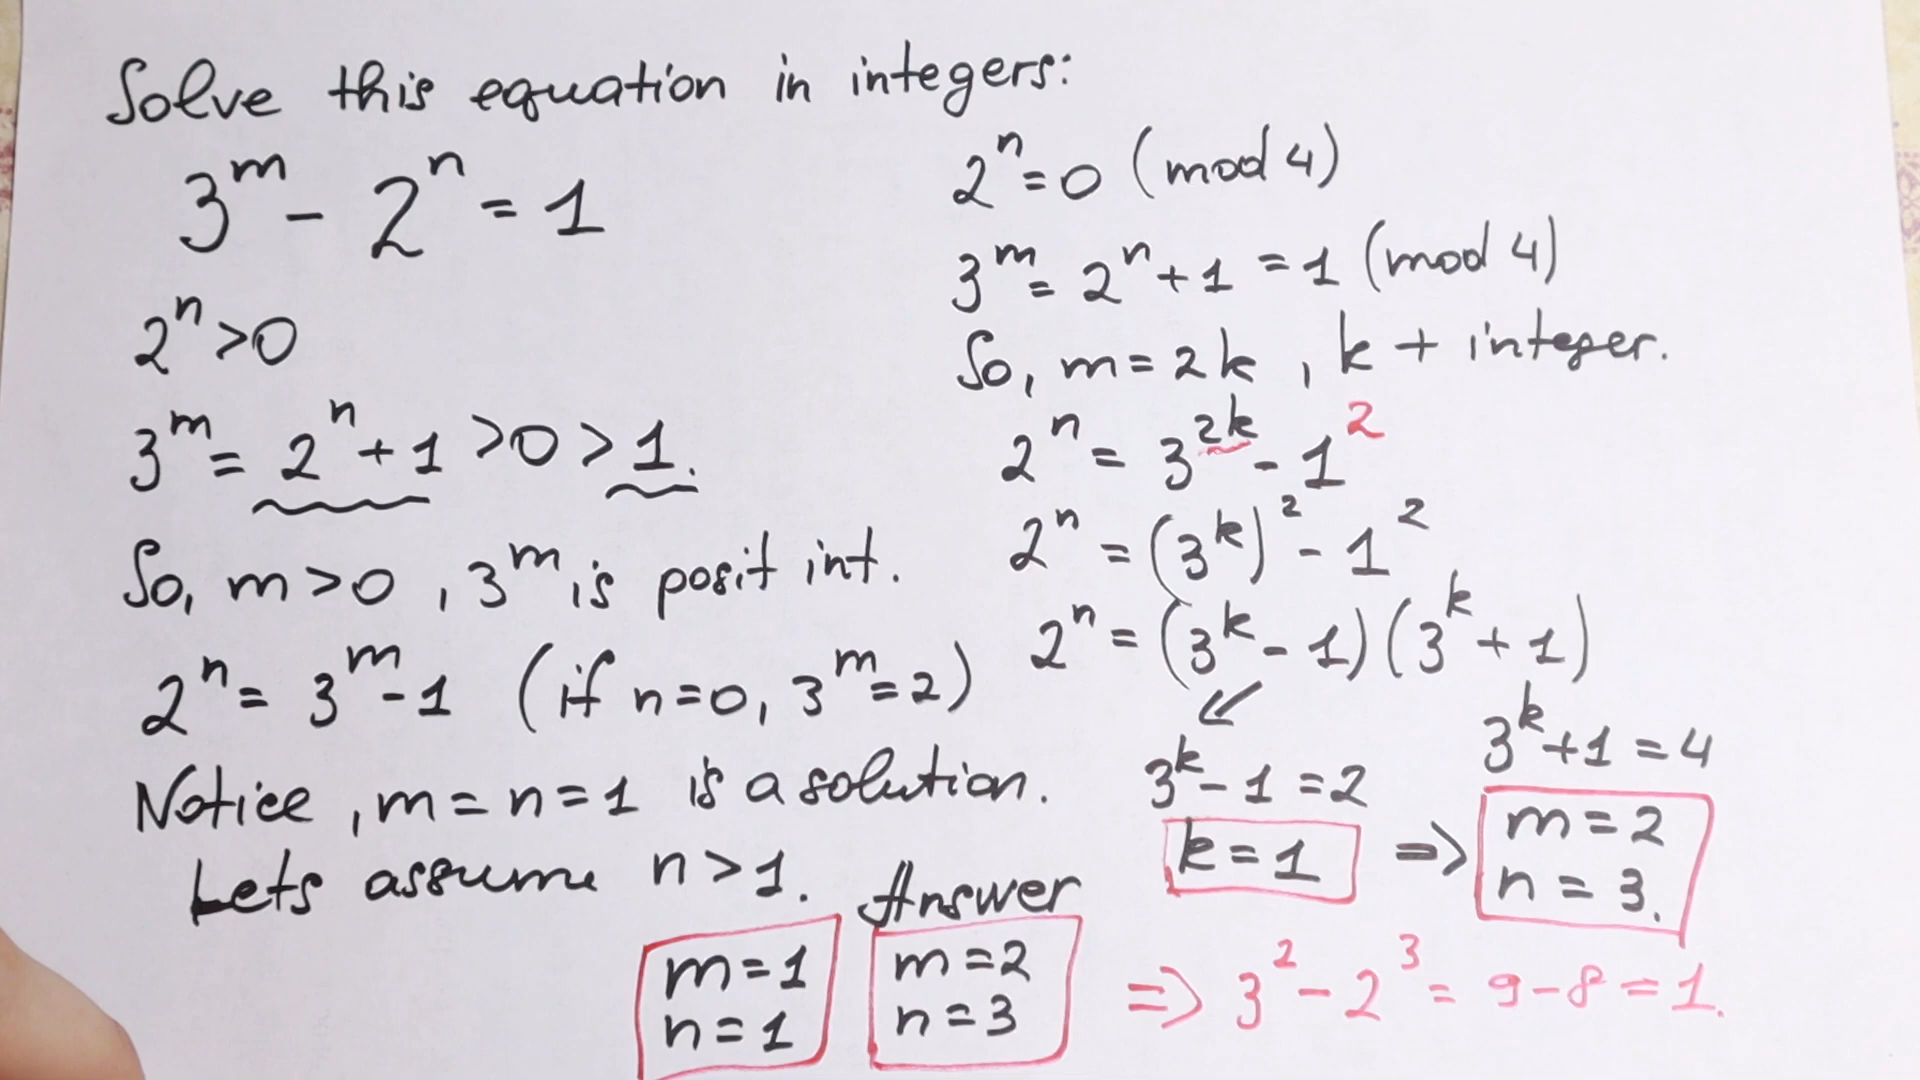 Solve this equation in integers:
3^m - 2^n = 1
2^n > 0
3^m = 2^n + 1 > 0 > 1.
So, m > 0 , 3^m is posit int.
2^n = 3^m - 1 (if n = 0, 3^m = 2)
Notice, m = n = 1 is a solution.
Lets assume n > 1.
2^n = 0 (mod 4)
3^m = 2^n + 1 = 1 (mod 4)
So, m = 2k , k + integer.
2^n = 3^2k - 1^2
2^n = (3^k)^2 - 1^2
2^n = (3^k - 1)(3^k + 1)
3^k - 1 = 2
3^k + 1 = 4
k = 1 => m = 2
n = 3.
Answer
m = 1
n = 1
m = 2
n = 3
=> 3^2 - 2^3 = 9 - 8 = 1.